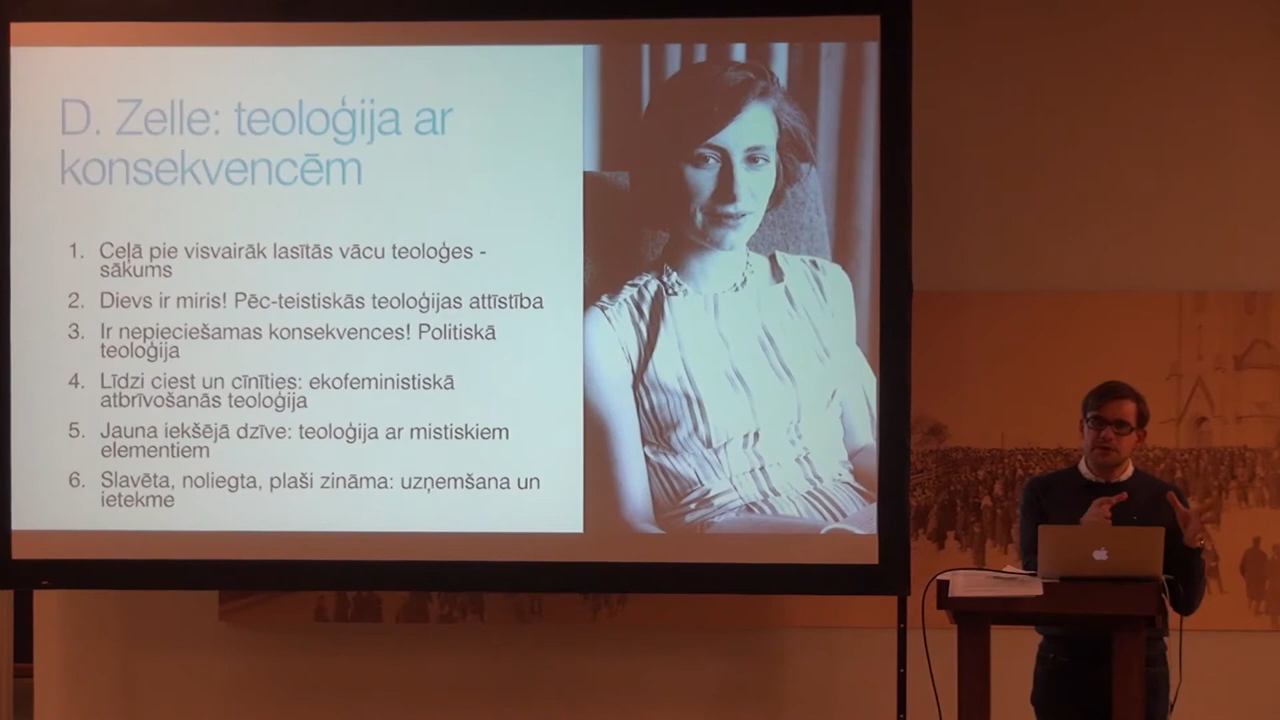 D. Zelle: teoloģija ar
konsekvencēm
1. Ceļā pie visvairāk lasītās vācu teoloģes -
sākums
2. Dievs ir miris! Pēc-teistiskās teoloģijas attīstība
3. Ir nepieciešamas konsekvences! Politiskā
teoloģija
4. Līdzi ciest un cīnīties: ekofeministiskā
atbrīvošanās teoloģija
5. Jauna iekšējā dzīve: teoloģija ar mistiskiem
elementiem
6. Slavēta, noliegta, plaši zināma: uzņemšana un
ietekme